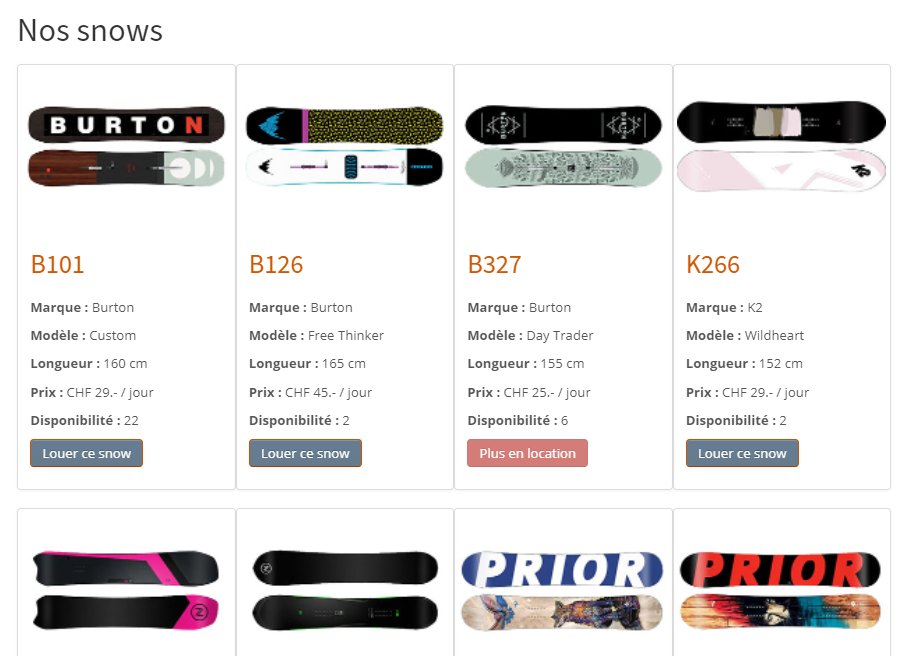 Nos snows
BURTON
B101
Marque : Burton
Modèle : Custom
Longueur : 160 cm
Prix : CHF 29.- / jour
Disponibilité : 22
Louer ce snow
B126
Marque : Burton
Modèle : Free Thinker
Longueur : 165 cm
Prix : CHF 45.- / jour
Disponibilité : 2
Louer ce snow
B327
Marque : Burton
Modèle : Day Trader
Longueur : 155 cm
Prix : CHF 25.- / jour
Disponibilité : 6
Plus en location
K2
K266
Marque : K2
Modèle : Wildheart
Longueur : 152 cm
Prix : CHF 29.- / jour
Disponibilité : 2
Louer ce snow
PRIOR
PRIOR